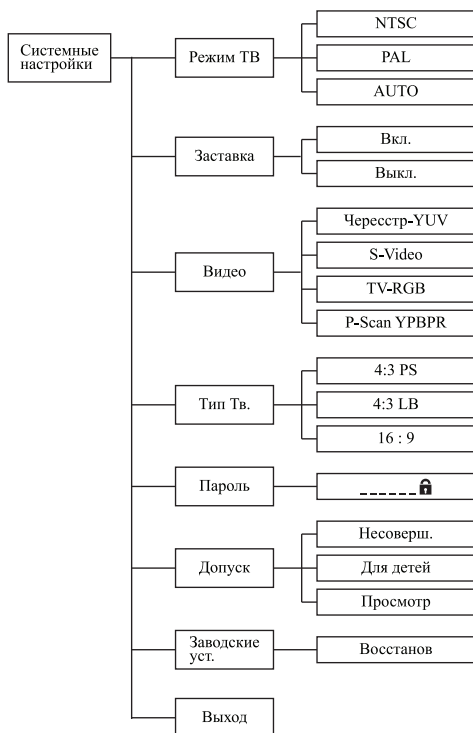 Системные
настройки
Режим ТВ
NTSC
PAL
AUTO
Заставка
Вкл.
Выкл.
Видео
Чересстр-YUV
S-Video
TV-RGB
P-Scan YPBPR
Тип Тв.
4:3 PS
4:3 LB
16 : 9
Пароль
_ _ _ _ _ _
Допуск
Несоверш.
Для детей
Просмотр
Заводские
уст.
Восстанов
Выход